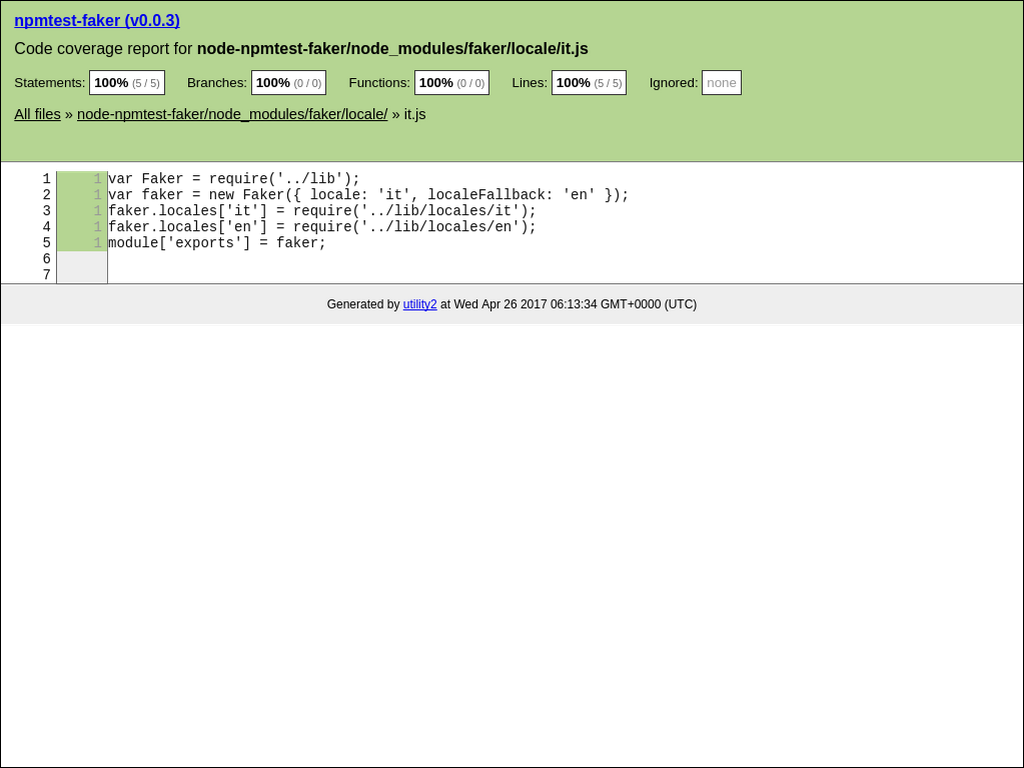 npmtest-faker (v0.0.3)
Code coverage report for node-npmtest-faker/node_modules/faker/locale/it.js
Statements: 100% (5 / 5) Branches: 100% (0 / 0) Functions: 100% (0 / 0) Lines: 100% (5 / 5) Ignored: none
All files » node-npmtest-faker/node_modules/faker/locale/ » it.js
1 1 var Faker = require('../lib');
2 1 var faker = new Faker({ locale: 'it', localeFallback: 'en' });
3 1 faker.locales['it'] = require('../lib/locales/it');
4 1 faker.locales['en'] = require('../lib/locales/en');
5 1 module['exports'] = faker;
6
7
Generated by utility2 at Wed Apr 26 2017 06:13:34 GMT+0000 (UTC)